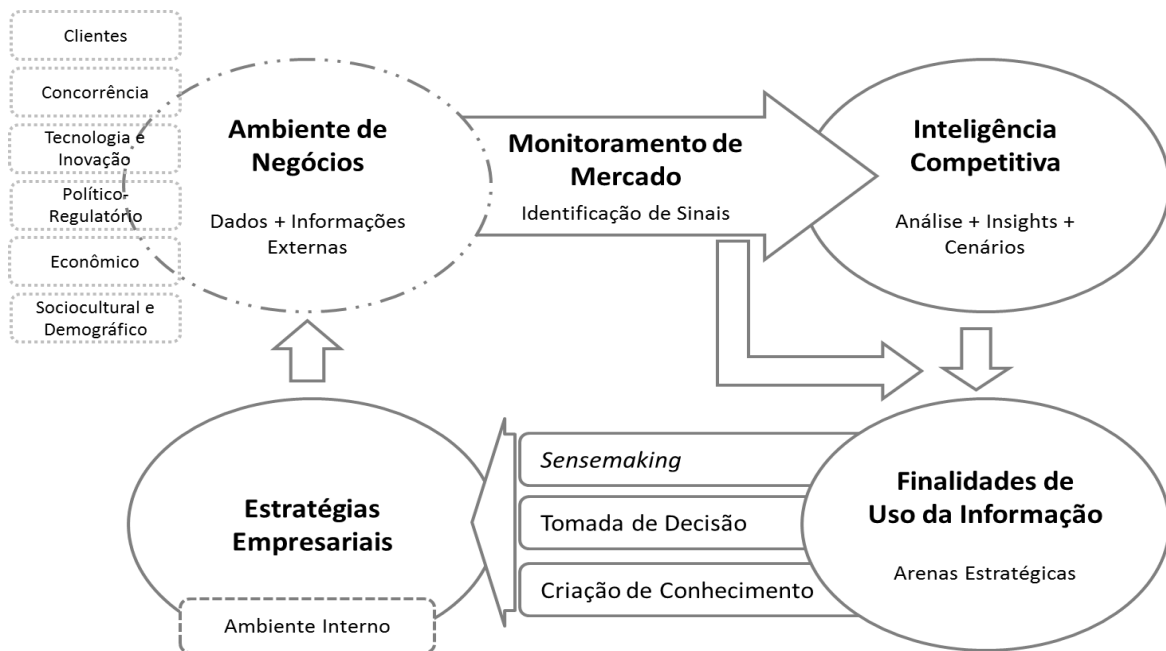 Clientes
Concorrência
Tecnologia e
Inovação
Político-
Regulatório
Econômico
Sociocultural e
Demográfico
Ambiente de
Negócios
Dados + Informações
Externas
Monitoramento de
Mercado
Identificação de Sinais
Inteligência
Competitiva
Análise + Insights +
Cenários
Estratégias
Empresariais
Ambiente Interno
Sensemaking
Tomada de Decisão
Criação de Conhecimento
Finalidades de
Uso da Informação
Arenas Estratégicas